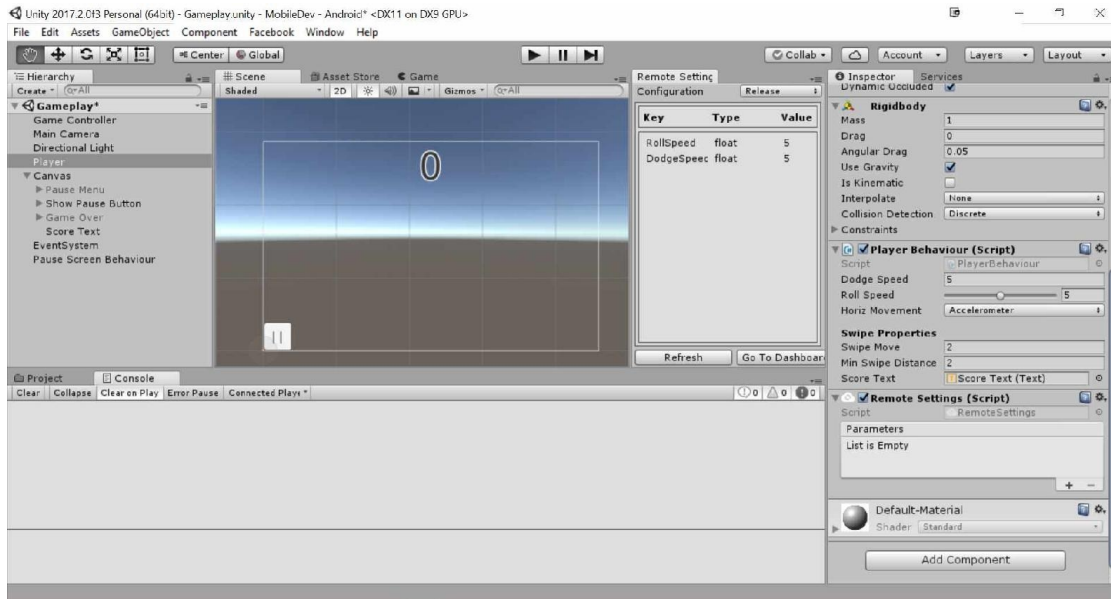 Unity 2017.2.0f3 Personal (64bit) - Gameplay.unity - MobileDev - Android* <DX11 on DX9 GPU>
File Edit Assets GameObject Component Facebook Window Help
Center Global Collab Account Layers Layout
Hierarchy Scene Asset Store Game Remote Setting Inspector Services
Create All Shaded 2D Gizmos All Configuration Release Dynamic Occluded
Gameplay*
Game Controller
Main Camera
Directional Light
Player
Canvas
Pause Menu
Show Pause Button
Game Over
Score Text
EventSystem
Pause Screen Behaviour
0
Key Type Value
RollSpeed float 5
DodgeSpeec float 5
Refresh Go To Dashboar
Rigidbody
Mass 1
Drag 0
Angular Drag 0.05
Use Gravity
Is Kinematic
Interpolate None
Collision Detection Discrete
Constraints
Player Behaviour (Script)
Script PlayerBehaviour
Dodge Speed 5
Roll Speed 5
Horiz Movement Accelerometer
Swipe Properties
Swipe Move 2
Min Swipe Distance 2
Score Text Score Text (Text)
Remote Settings (Script)
Script RemoteSettings
Parameters
List is Empty
+ -
Default-Material
Shader Standard
Add Component
Project Console
Clear Collapse Clear on Play Error Pause Connected Playe 0 0 0